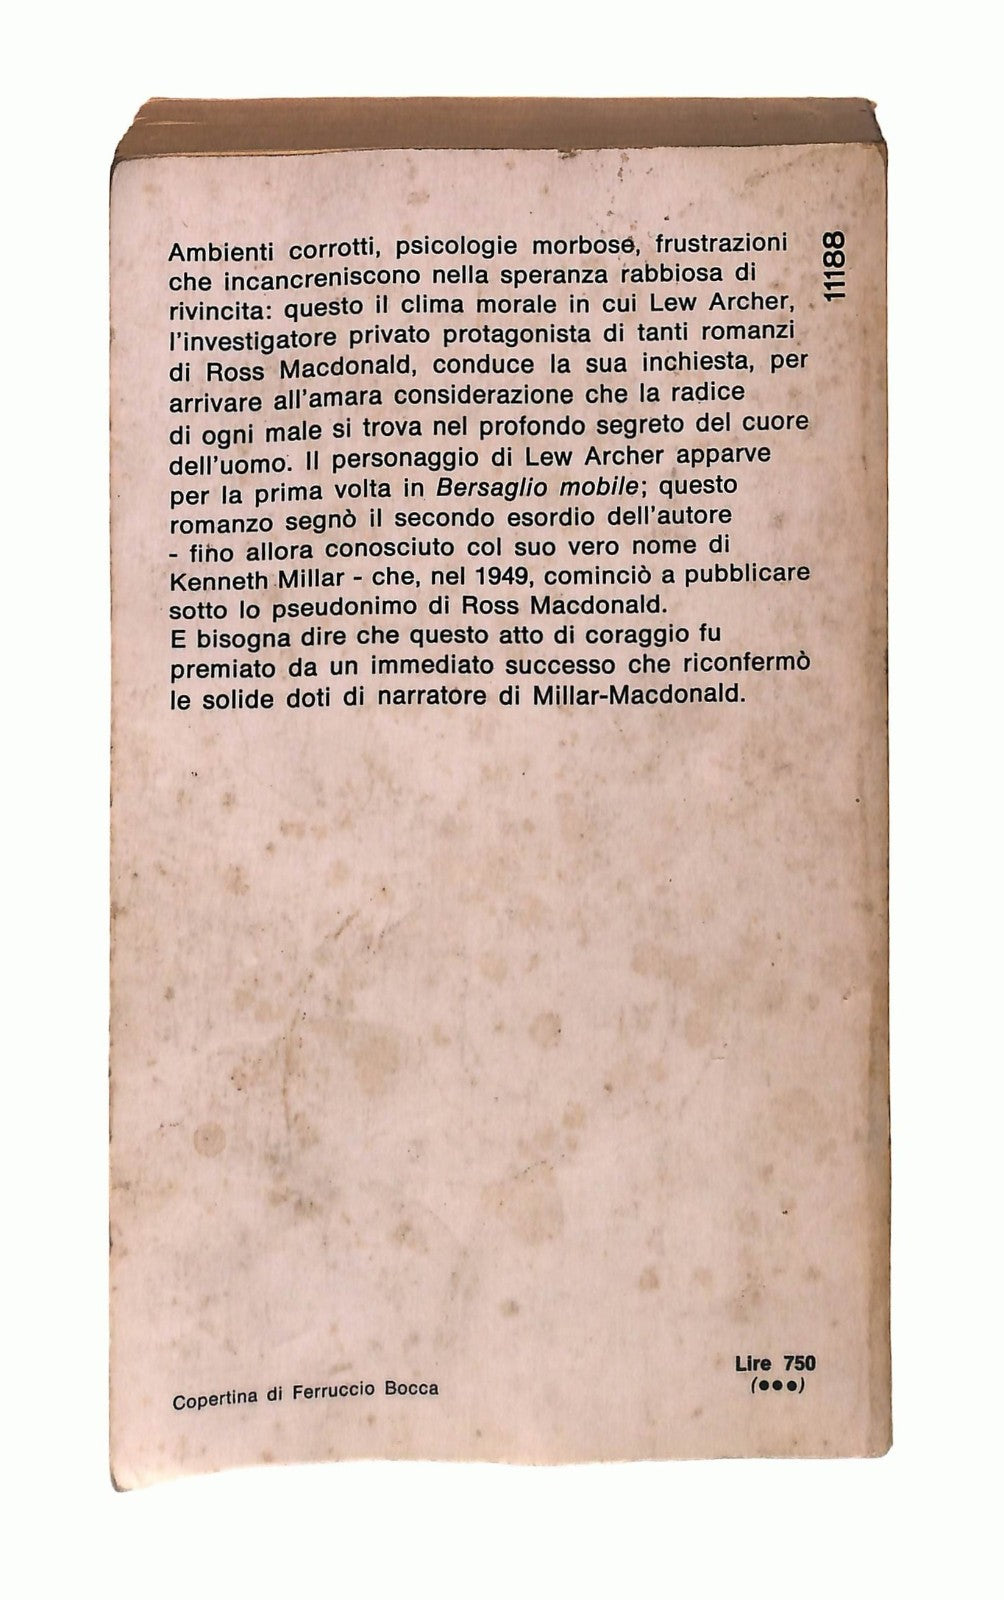 Ambienti corrotti, psicologie morbose, frustrazioni
che incancreniscono nella speranza rabbiosa di
rivincita: questo il clima morale in cui Lew Archer,
l'investigatore privato protagonista di tanti romanzi
di Ross Macdonald, conduce la sua inchiesta, per
arrivare all'amara considerazione che la radice
di ogni male si trova nel profondo segreto del cuore
dell'uomo. Il personaggio di Lew Archer apparve
per la prima volta in Bersaglio mobile; questo
romanzo segnò il secondo esordio dell'autore
- fino allora conosciuto col suo vero nome di
Kenneth Millar - che, nel 1949, cominciò a pubblicare
sotto lo pseudonimo di Ross Macdonald.
E bisogna dire che questo atto di coraggio fu
premiato da un immediato successo che riconfermò
le solide doti di narratore di Millar-Macdonald.
11188
Copertina di Ferruccio Bocca
Lire 750
(●●●)